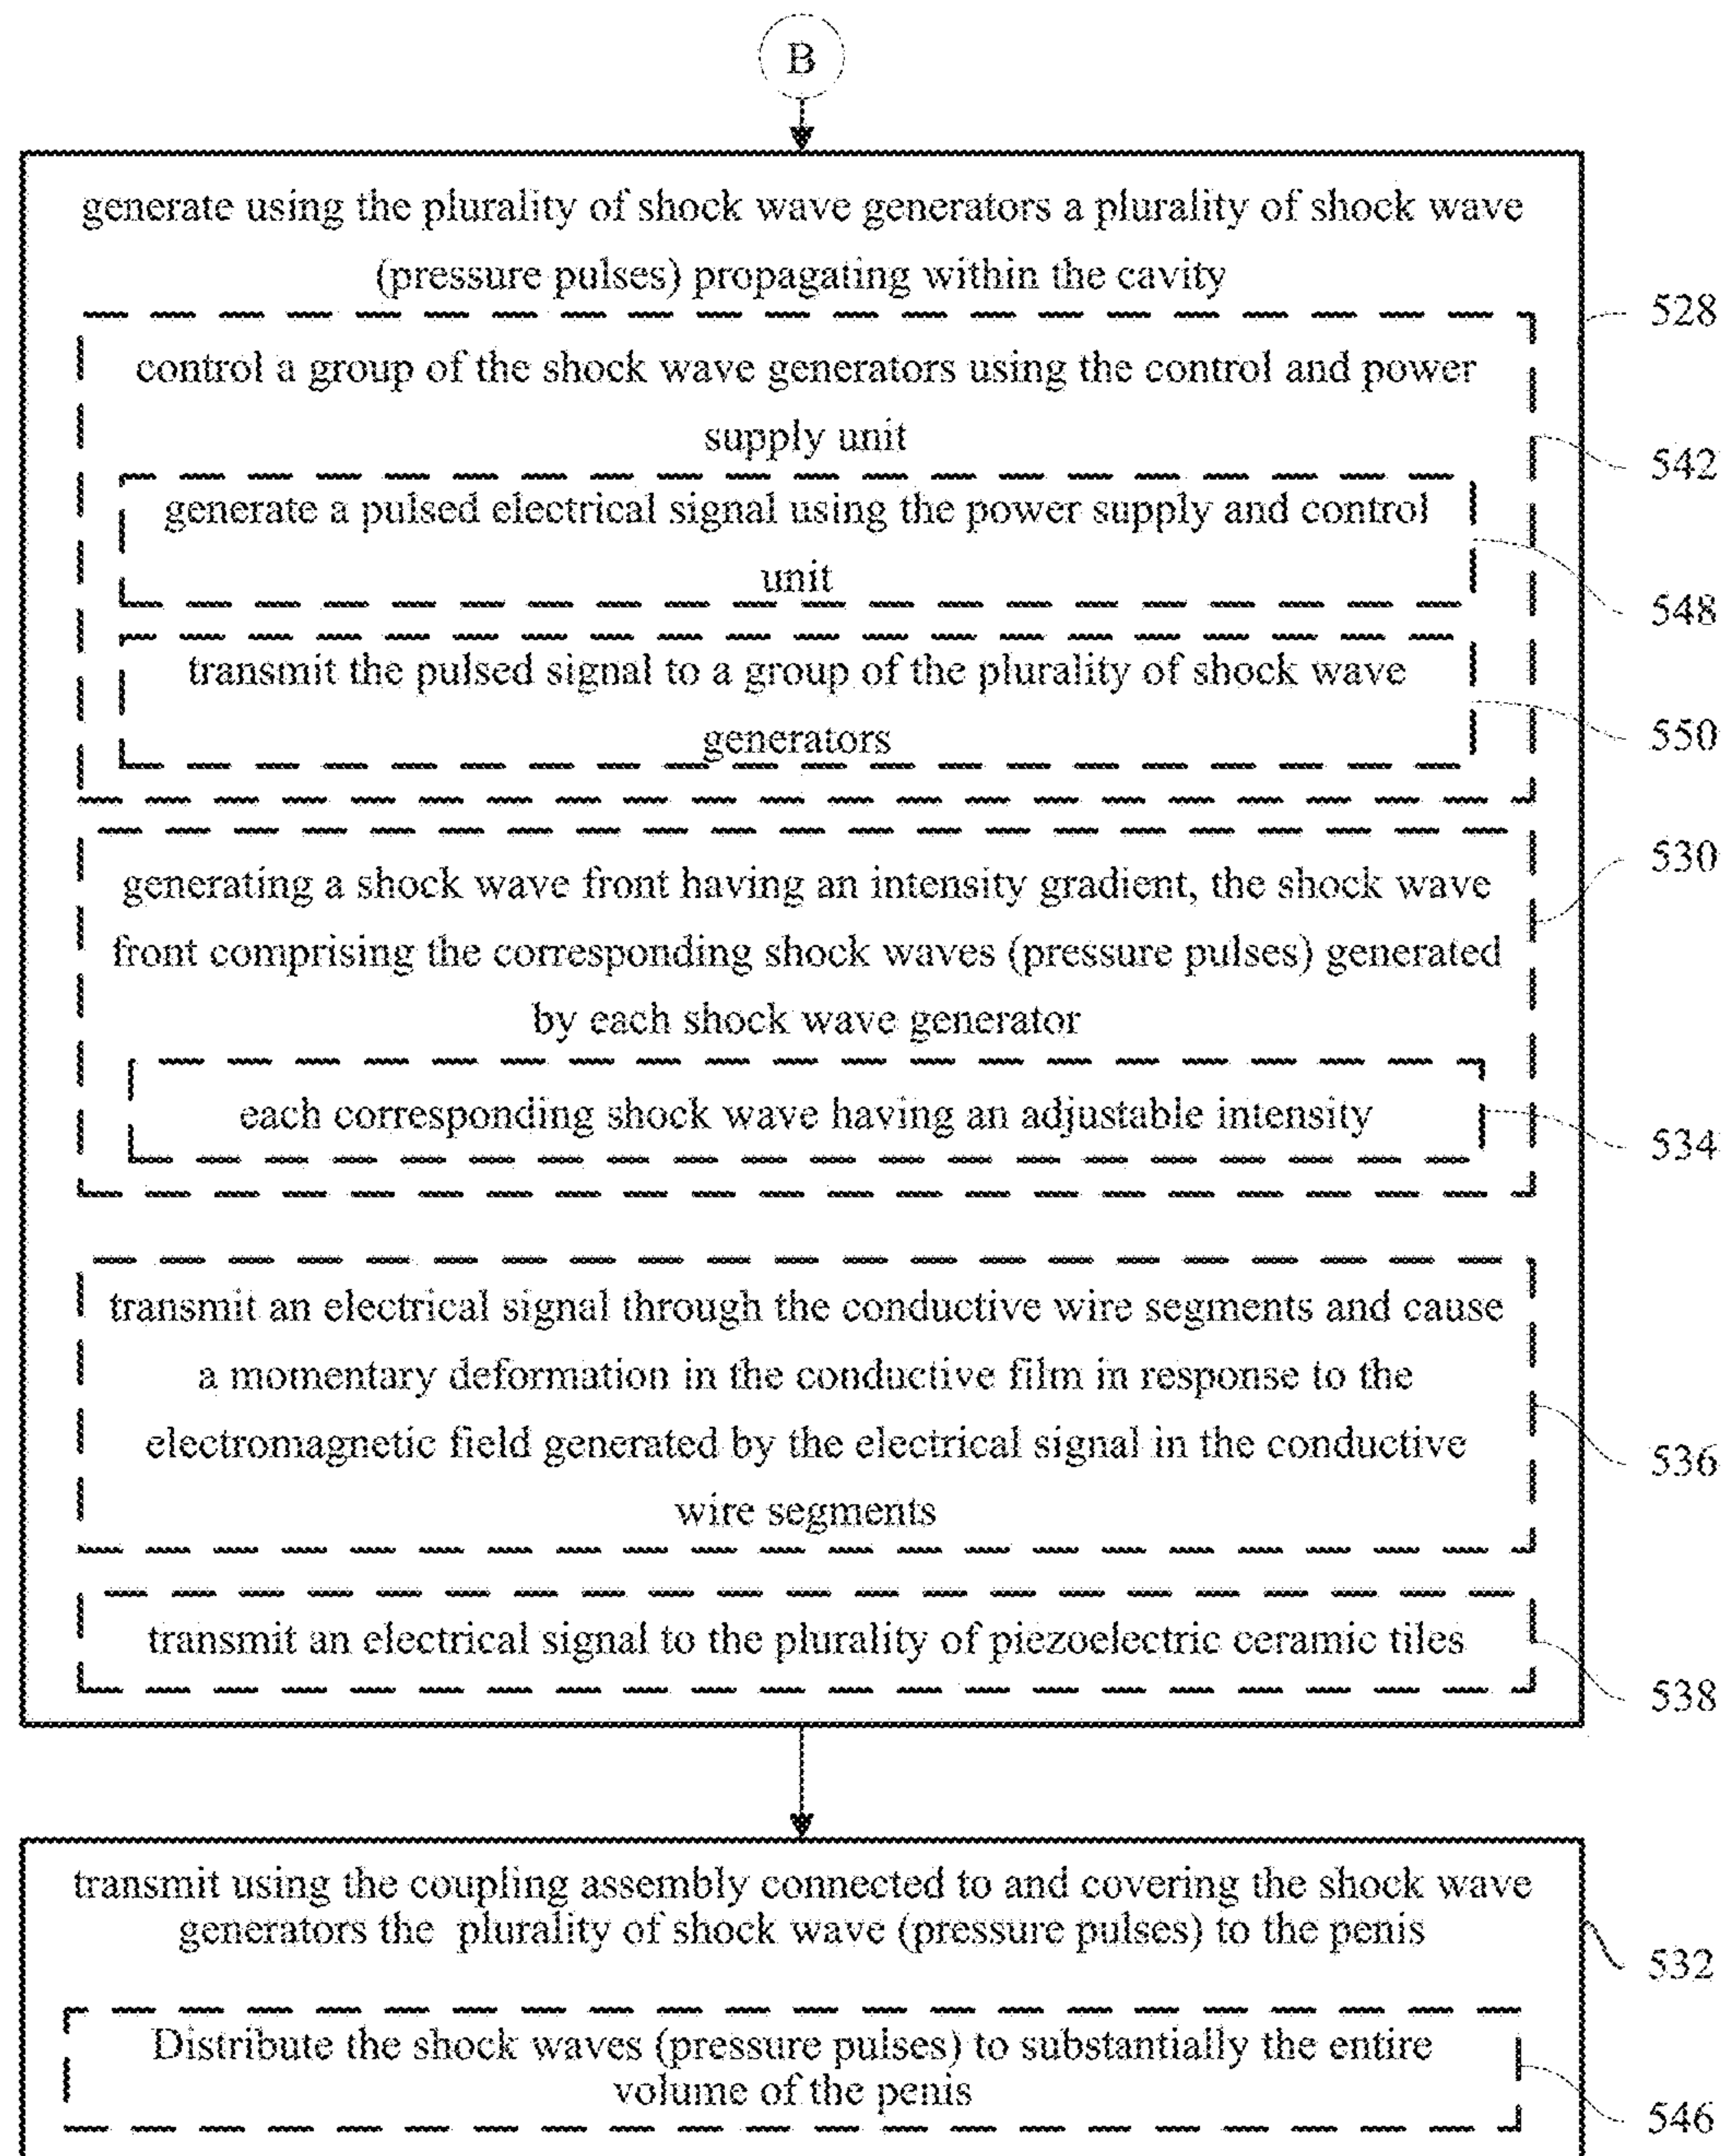 B
generate using the plurality of shock wave generators a plurality of shock wave
(pressure pulses) propagating within the cavity
528
control a group of the shock wave generators using the control and power
supply unit
542
generate a pulsed electrical signal using the power supply and control
unit
548
transmit the pulsed signal to a group of the plurality of shock wave
generators
550
530
generating a shock wave front having an intensity gradient, the shock wave
front comprising the corresponding shock waves (pressure pulses) generated
by each shock wave generator
each corresponding shock wave having an adjustable intensity
534
transmit an electrical signal through the conductive wire segments and cause
a momentary deformation in the conductive film in response to the
electromagnetic field generated by the electrical signal in the conductive
wire segments
536
transmit an electrical signal to the plurality of piezoelectric ceramic tiles
538
transmit using the coupling assembly connected to and covering the shock wave
generators the plurality of shock wave (pressure pulses) to the penis
532
Distribute the shock waves (pressure pulses) to substantially the entire
volume of the penis
546